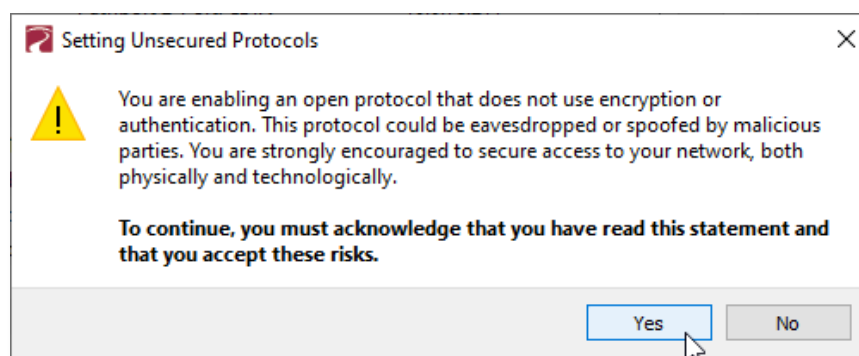 Setting Unsecured Protocols
You are enabling an open protocol that does not use encryption or
authentication. This protocol could be eavesdropped or spoofed by malicious
parties. You are strongly encouraged to secure access to your network, both
physically and technologically.
To continue, you must acknowledge that you have read this statement and
that you accept these risks.
Yes No